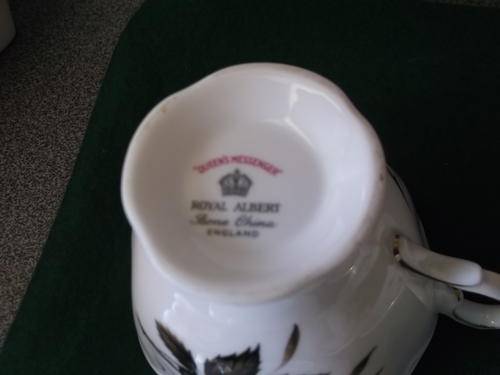 "QUEEN'S MESSENGER"
ROYAL ALBERT
Bone China
ENGLAND